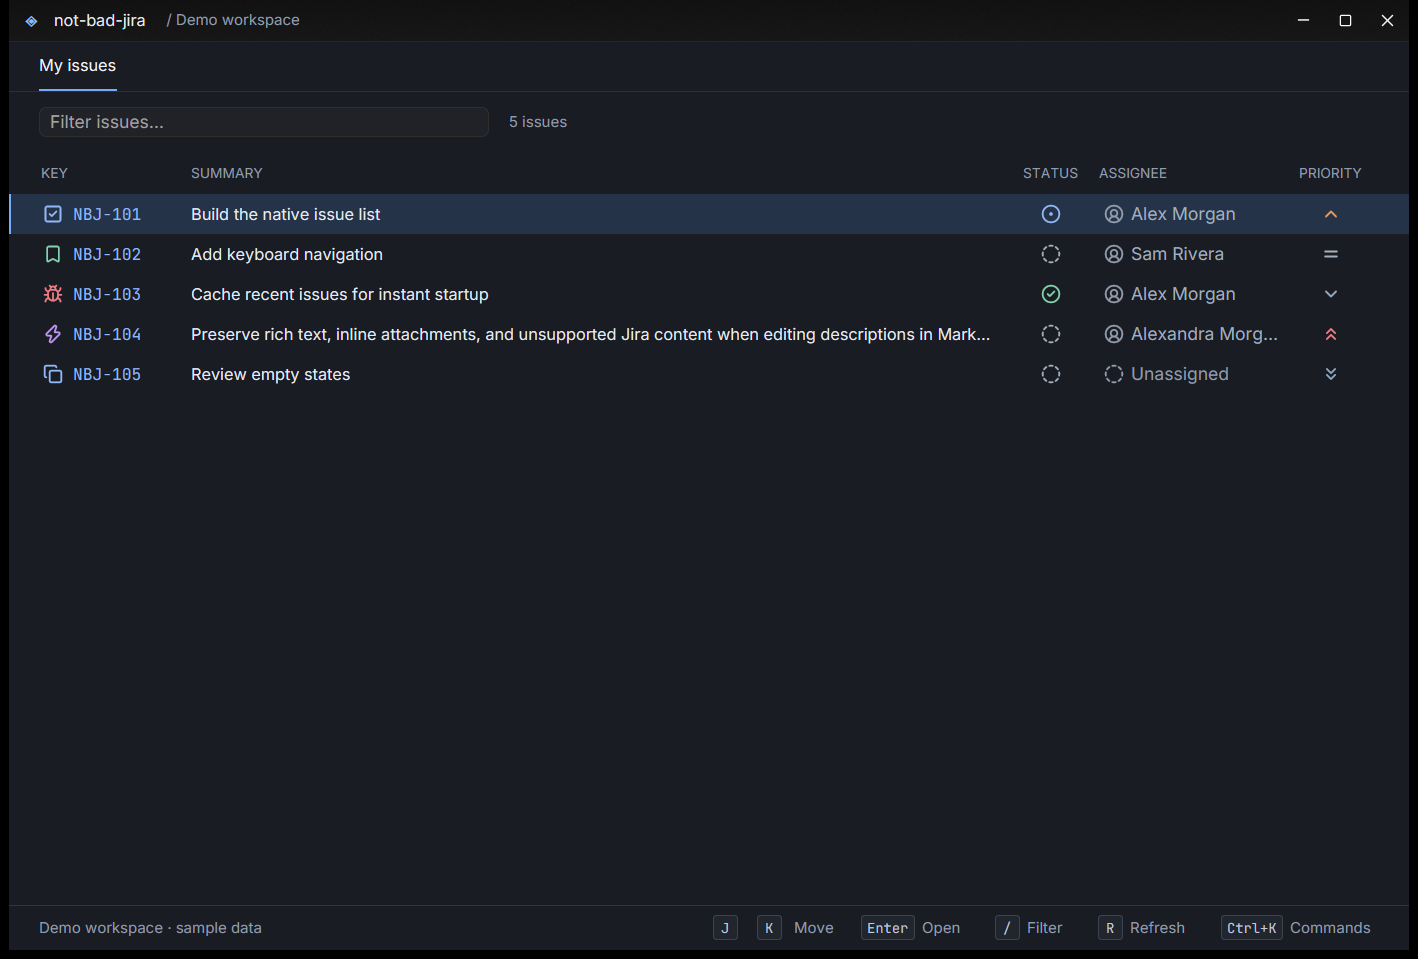 not-bad-jira / Demo workspace
My issues
Filter issues... 5 issues
KEY SUMMARY STATUS ASSIGNEE PRIORITY
NBJ-101 Build the native issue list Alex Morgan
NBJ-102 Add keyboard navigation Sam Rivera
NBJ-103 Cache recent issues for instant startup Alex Morgan
NBJ-104 Preserve rich text, inline attachments, and unsupported Jira content when editing descriptions in Mark... Alexandra Morg...
NBJ-105 Review empty states Unassigned
Demo workspace · sample data J K Move Enter Open / Filter R Refresh Ctrl+K Commands